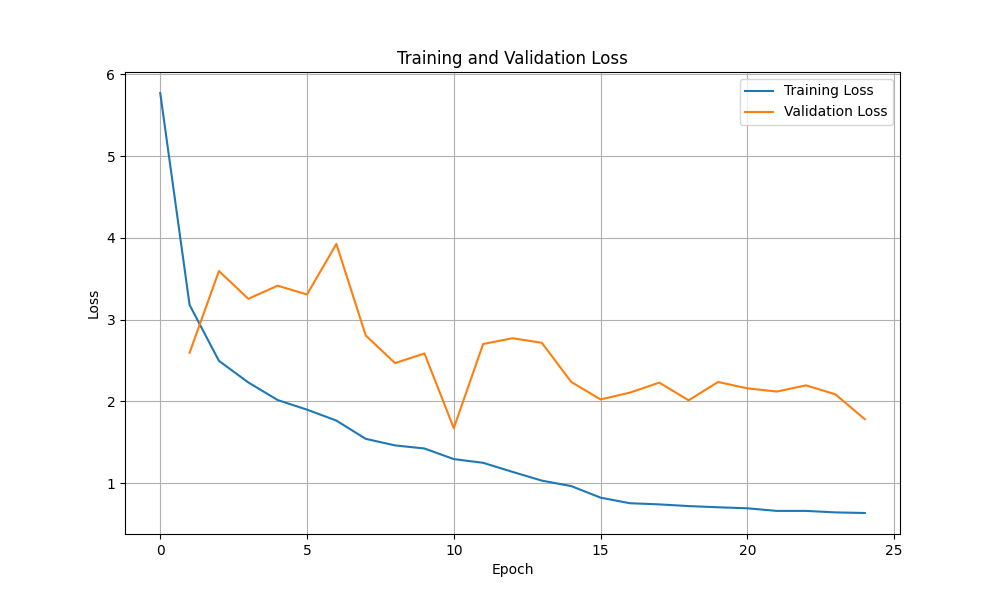 Training and Validation Loss
Training Loss
Validation Loss
6
5
4
3
2
1
Loss
0 5 10 15 20 25
Epoch